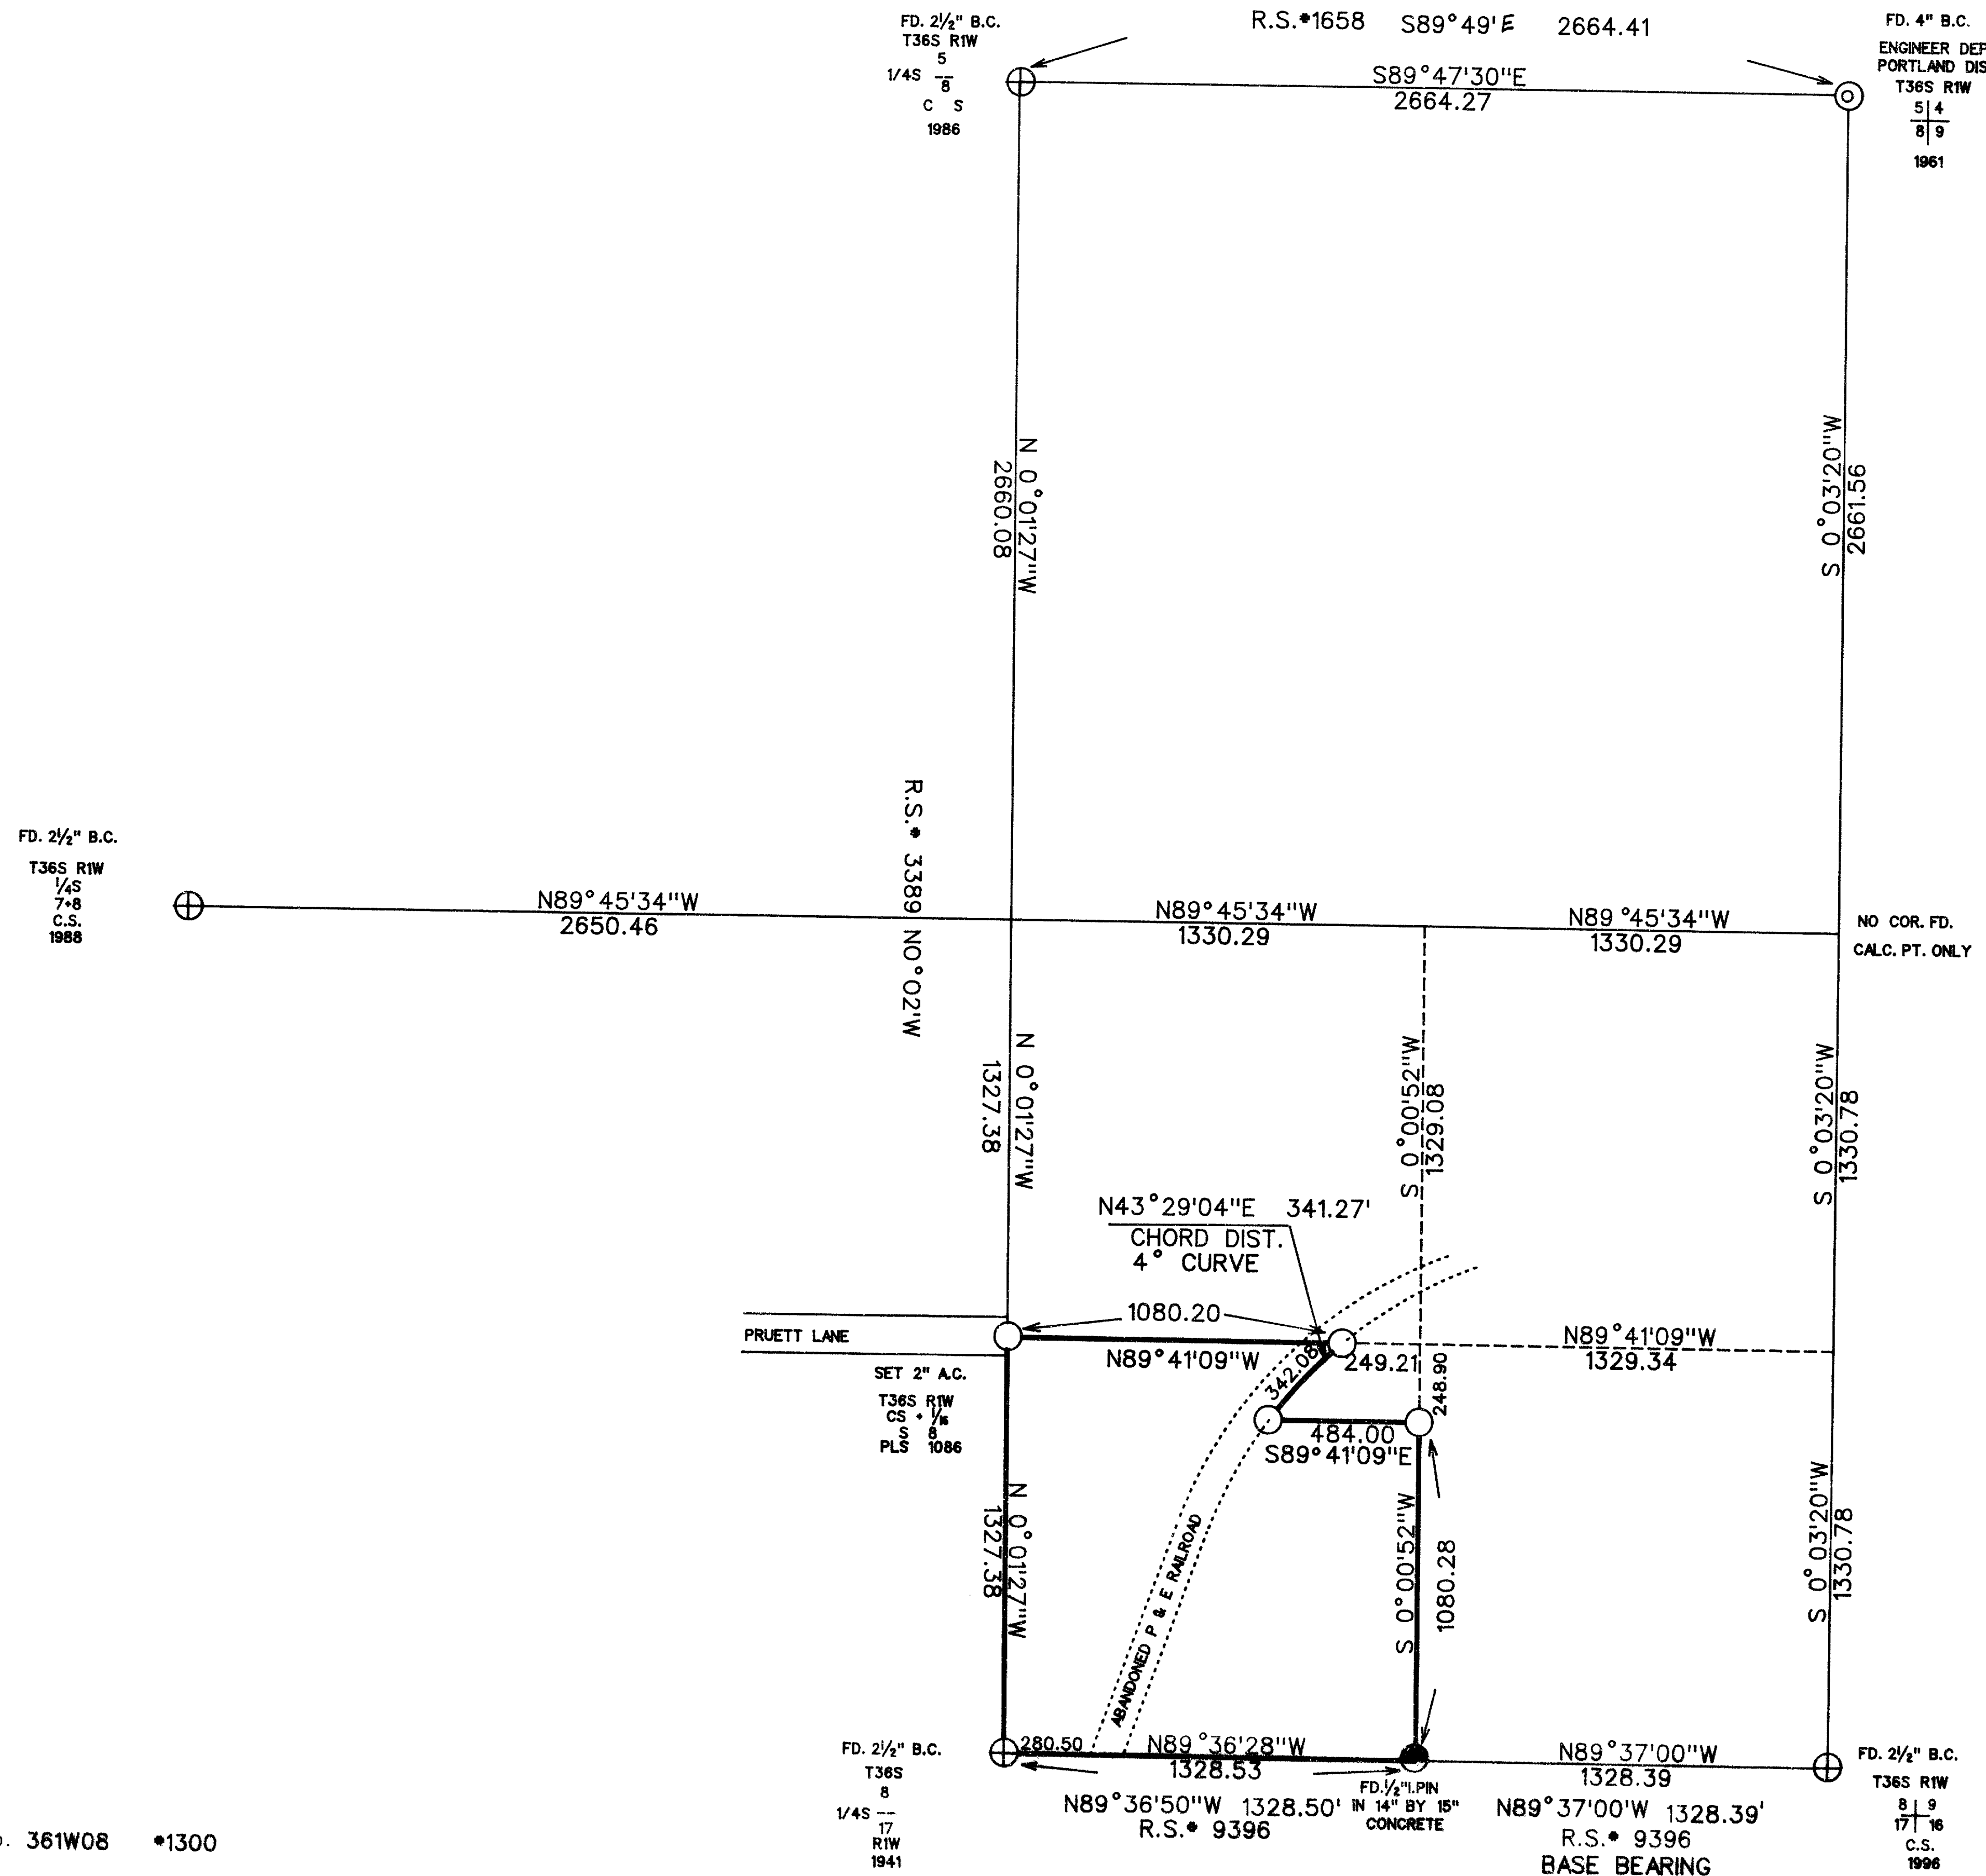 FD. 2½" B.C.
T36S R1W
5
1/4S --
8
C S
1986
R.S.#1658 S89°49'E 2664.41
S89°47'30"E
2664.27
FD. 4" B.C.
T36S R1W
5 4
8 9
1961
N 0°01'27"W
2660.08
S 0°03'20"W
2661.56
FD. 2½" B.C.
T36S R1W
¼S
7+8
C.S.
1988
N89°45'34"W
2650.46
R.S.# 3389 N0°02'W
N89°45'34"W
1330.29
N89°45'34"W
1330.29
NO COR. FD.
CALC. PT. ONLY
N 0°01'27"W
1327.38
S 0°00'52"W
1329.08
S 0°03'20"W
1330.78
N43°29'04"E 341.27'
CHORD DIST.
4° CURVE
PRUETT LANE
1080.20
N89°41'09"W
342.08
249.21
248.90
N89°41'09"W
1329.34
SET 2" A.C.
T36S R1W
CS + 1/16
S 8
PLS 1086
484.00
S89°41'09"E
N 0°01'27"W
1327.38
ABANDONED P & E RAILROAD
S 0°00'52"W
1080.28
S 0°03'20"W
1330.78
FD. 2½" B.C.
T36S
8
1/4S --
17
R1W
1941
280.50
N89°36'28"W
1328.53
N89°36'50"W 1328.50'
R.S.# 9396
FD.½"I.PIN
IN 14" BY 15"
CONCRETE
N89°37'00"W
1328.39
N89°37'00'W 1328.39'
R.S.# 9396
BASE BEARING
FD. 2½" B.C.
T36S R1W
8 9
17 16
C.S.
1996
361W08 #1300